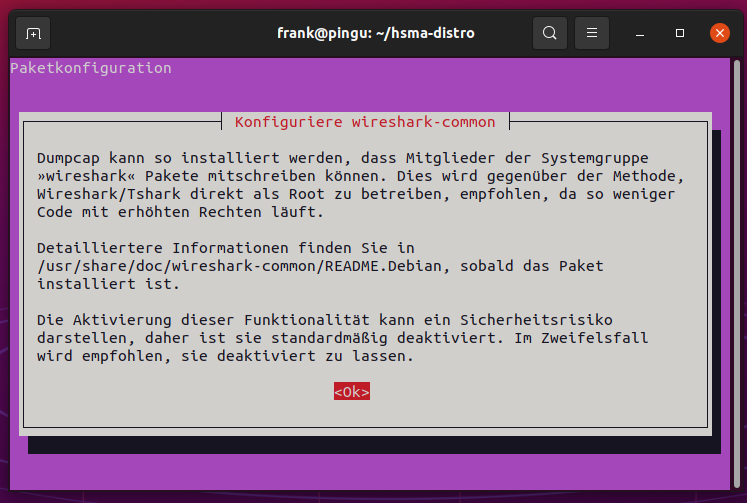 frank@pingu: ~/hsma-distro
Paketkonfiguration
Konfiguriere wireshark-common
Dumpcap kann so installiert werden, dass Mitglieder der Systemgruppe
»wireshark« Pakete mitschreiben können. Dies wird gegenüber der Methode,
Wireshark/Tshark direkt als Root zu betreiben, empfohlen, da so weniger
Code mit erhöhten Rechten läuft.
Detailliertere Informationen finden Sie in
/usr/share/doc/wireshark-common/README.Debian, sobald das Paket
installiert ist.
Die Aktivierung dieser Funktionalität kann ein Sicherheitsrisiko
darstellen, daher ist sie standardmäßig deaktiviert. Im Zweifelsfall
wird empfohlen, sie deaktiviert zu lassen.
<Ok>